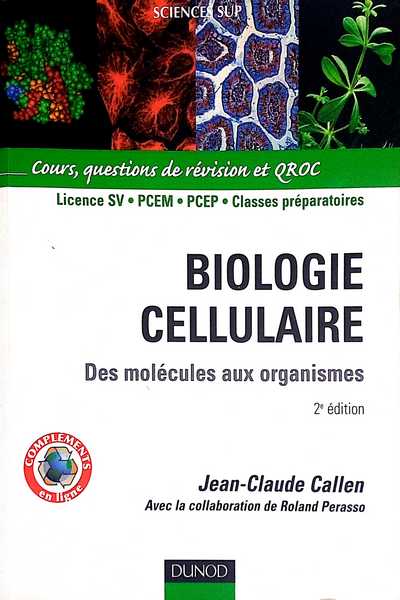 SCIENCES SUP
Cours, questions de révision et QROC
Licence SV • PCEM • PCEP • Classes préparatoires
BIOLOGIE
CELLULAIRE
Des molécules aux organismes
2e édition
COMPLÉMENTS
en ligne
Jean-Claude Callen
Avec la collaboration de Roland Perasso
DUNOD